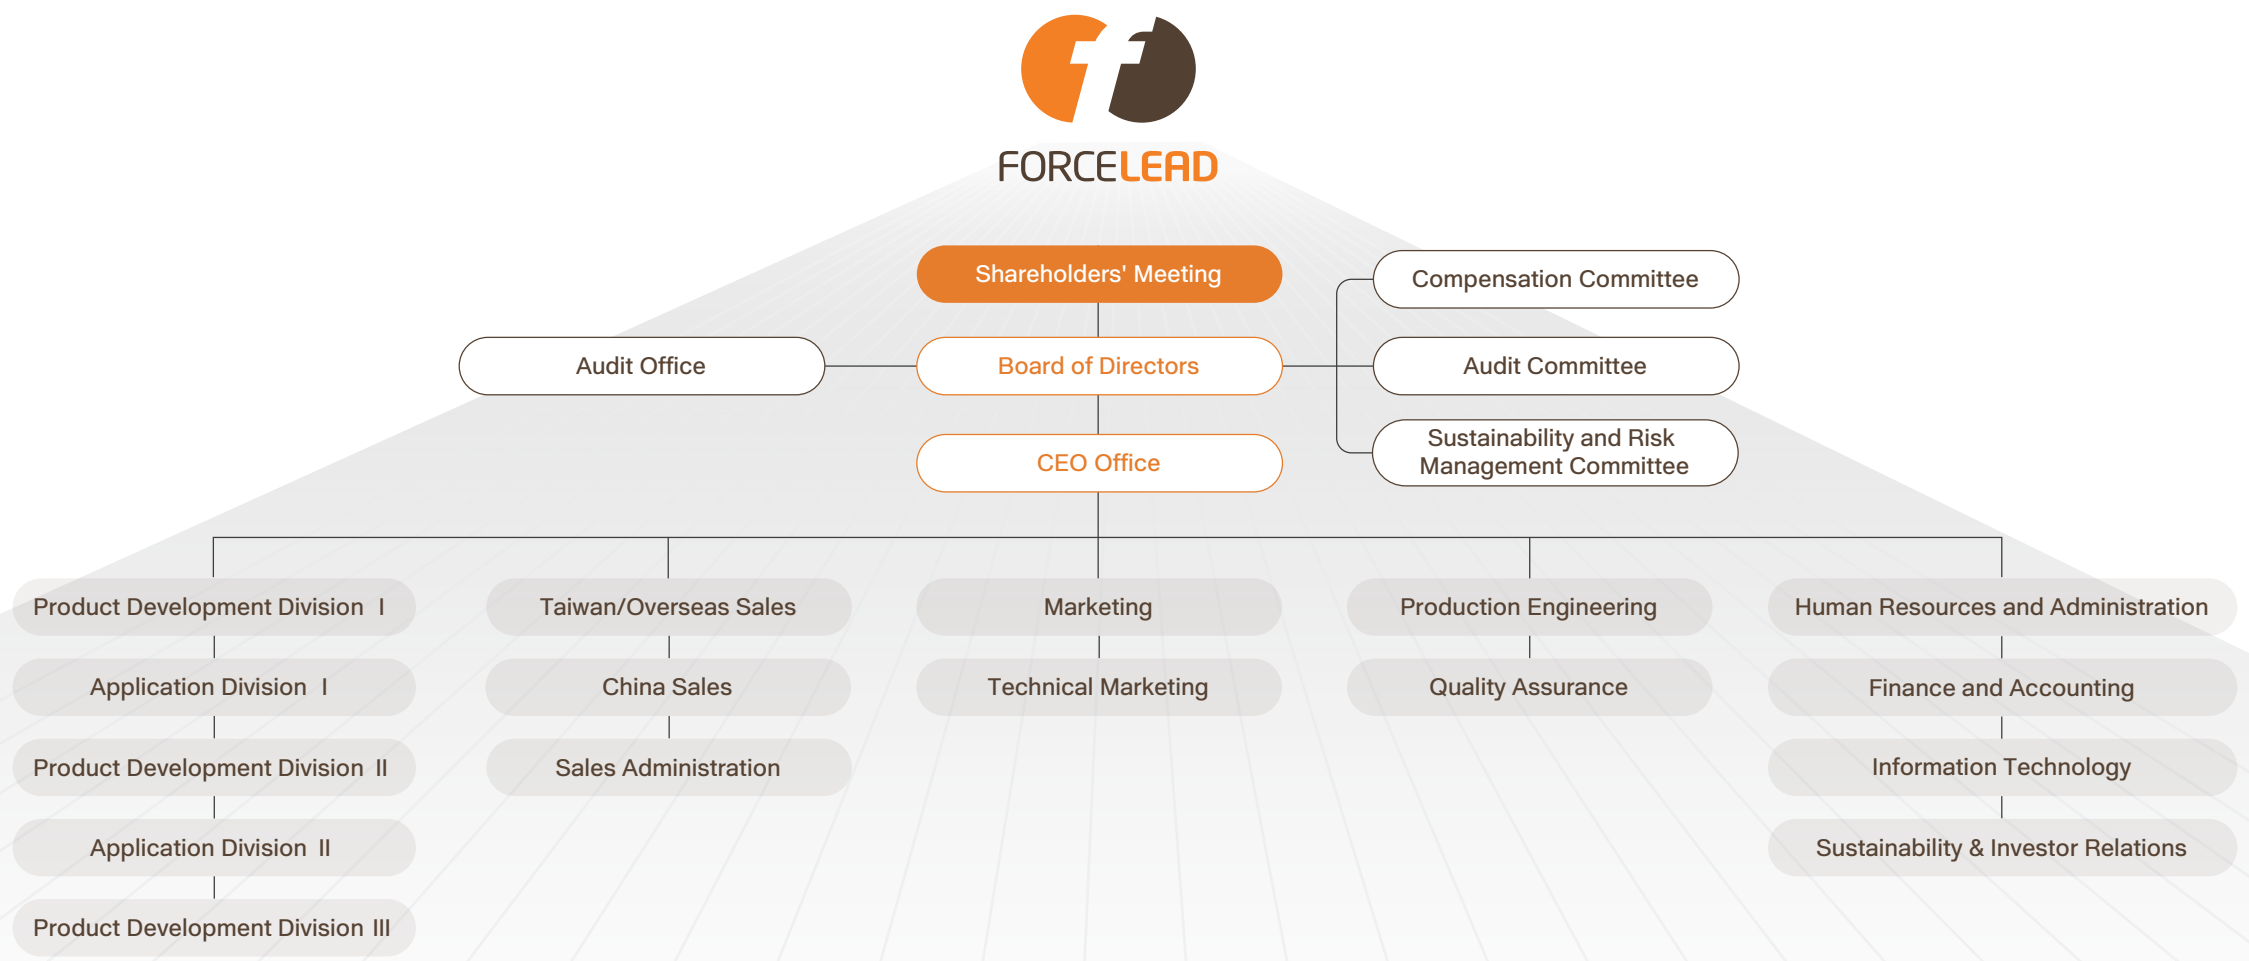 FORCELEAD
Shareholders' Meeting
Compensation Committee
Audit Office
Board of Directors
Audit Committee
CEO Office
Sustainability and Risk
Management Committee
Product Development Division I
Application Division I
Product Development Division II
Application Division II
Product Development Division III
Taiwan/Overseas Sales
China Sales
Sales Administration
Marketing
Technical Marketing
Production Engineering
Quality Assurance
Human Resources and Administration
Finance and Accounting
Information Technology
Sustainability & Investor Relations